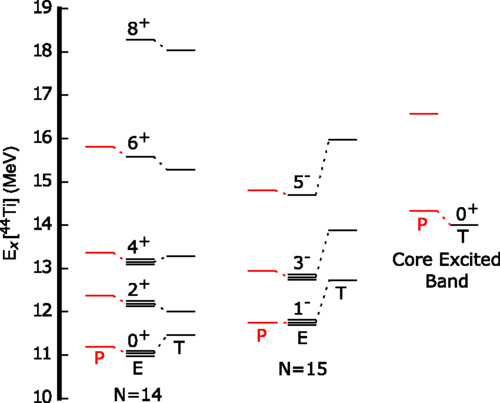 E_x[⁴⁴Ti] (MeV)
19
18
17
16
15
14
13
12
11
10
8⁺
6⁺
4⁺
2⁺
0⁺
P
E
T
N=14
5⁻
3⁻
1⁻
P
E
T
N=15
P
0⁺
T
Core Excited
Band